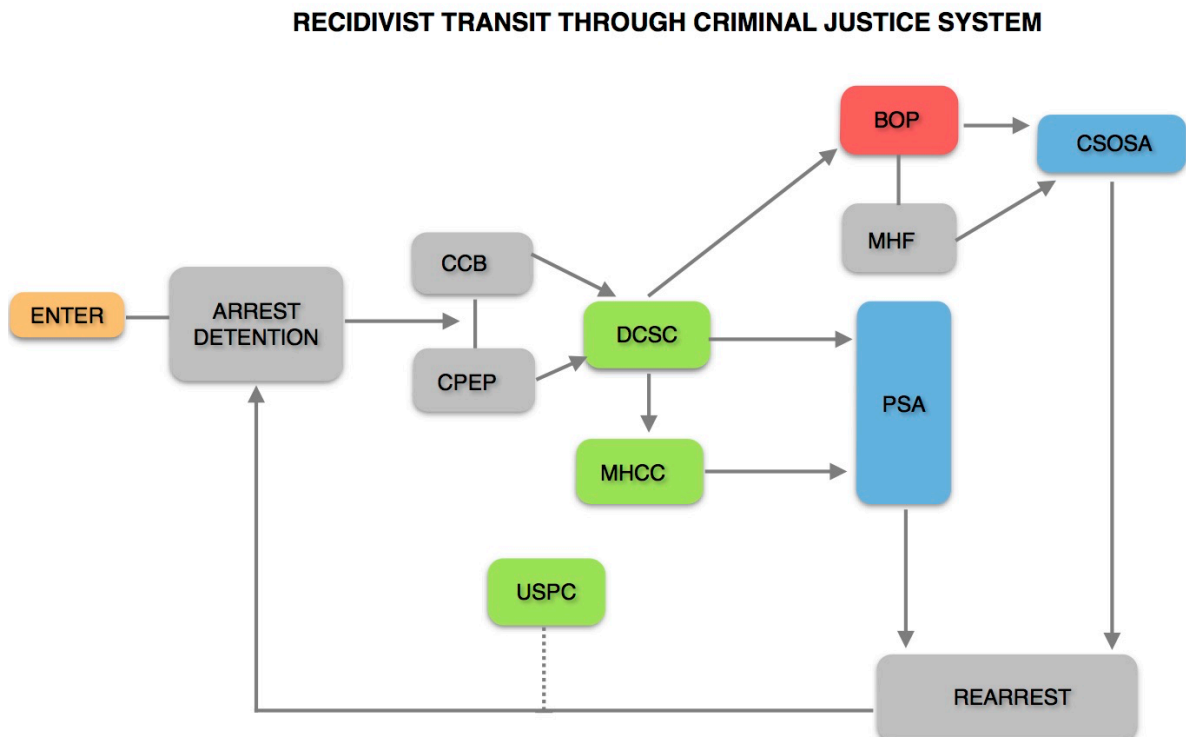 RECIDIVIST TRANSIT THROUGH CRIMINAL JUSTICE SYSTEM
BOP
CSOSA
MHF
CCB
ENTER
ARREST
DETENTION
DCSC
CPEP
PSA
MHCC
USPC
REARREST